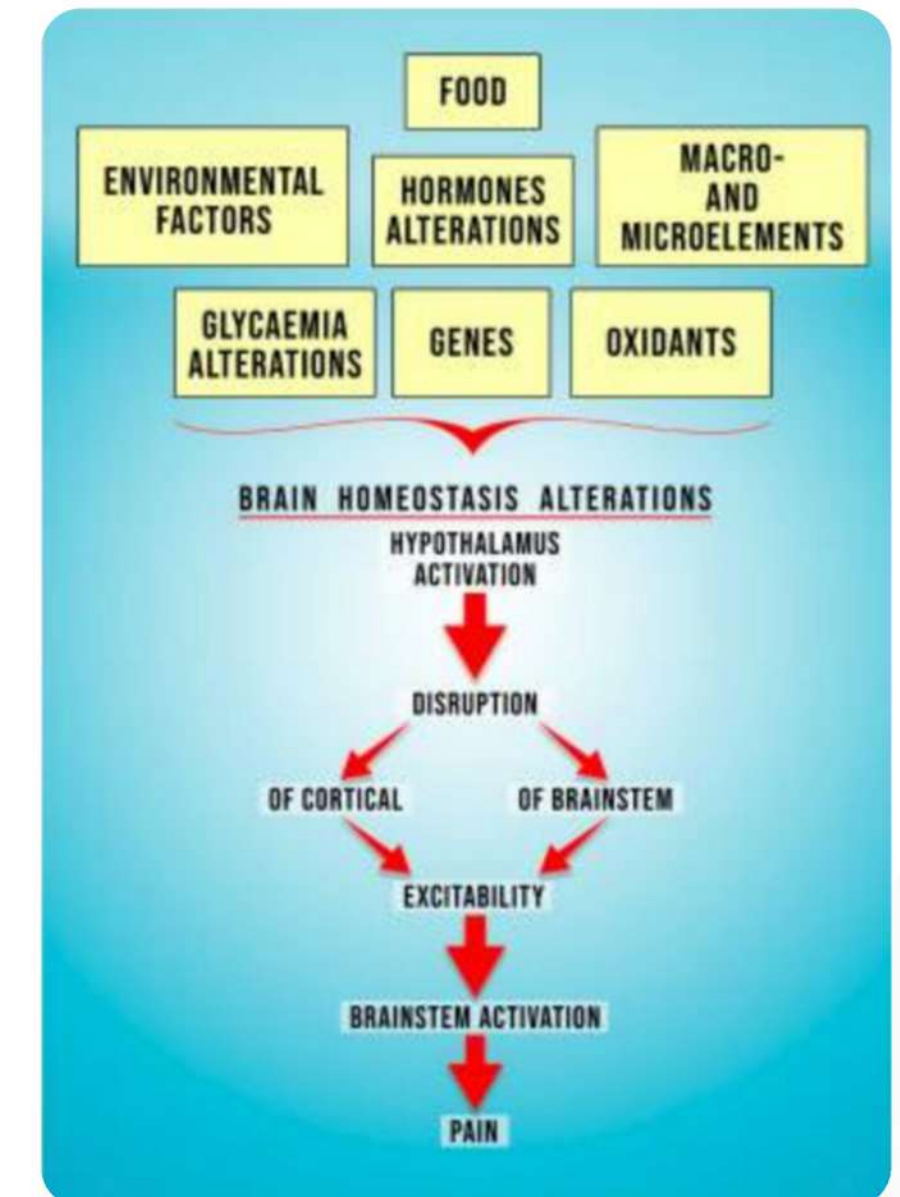 FOOD
ENVIRONMENTAL
FACTORS
HORMONES
ALTERATIONS
MACRO-
AND
MICROELEMENTS
GLYCAEMIA
ALTERATIONS
GENES
OXIDANTS
BRAIN HOMEOSTASIS ALTERATIONS
HYPOTHALAMUS
ACTIVATION
DISRUPTION
OF CORTICAL
OF BRAINSTEM
EXCITABILITY
BRAINSTEM ACTIVATION
PAIN